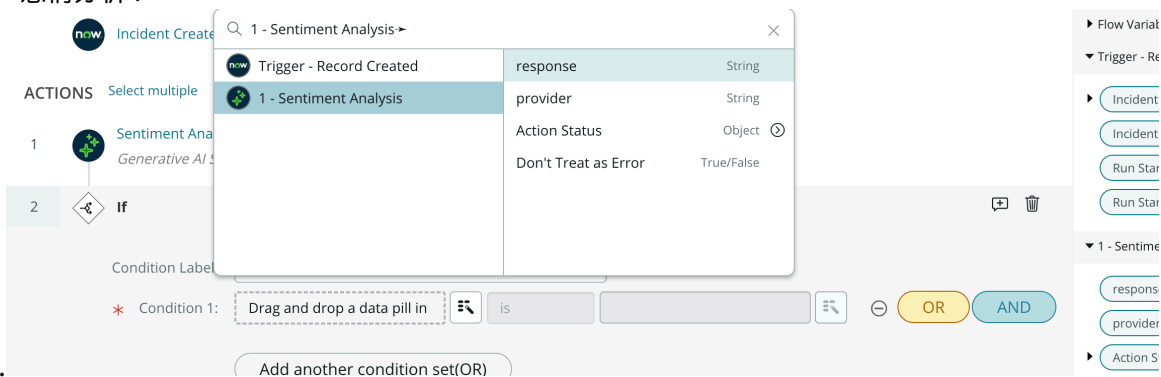 1 - Sentiment Analysis➛
now Incident Create
now Trigger - Record Created
1 - Sentiment Analysis
response String
provider String
Action Status Object
Don't Treat as Error True/False
ACTIONS Select multiple
1 Sentiment Ana
Generative AI S
2 If
Condition Label
* Condition 1: Drag and drop a data pill in is OR AND
Add another condition set(OR)
Flow Variab
Trigger - Re
Incident
Incident
Run Star
Run Star
1 - Sentime
respons
provider
Action S